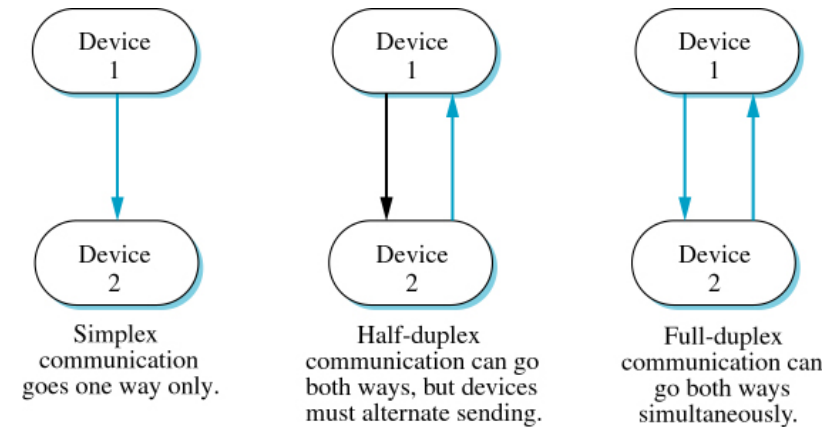 Device
1
Device
2
Simplex
communication
goes one way only.
Device
1
Device
2
Half-duplex
communication can go
both ways, but devices
must alternate sending.
Device
1
Device
2
Full-duplex
communication can
go both ways
simultaneously.